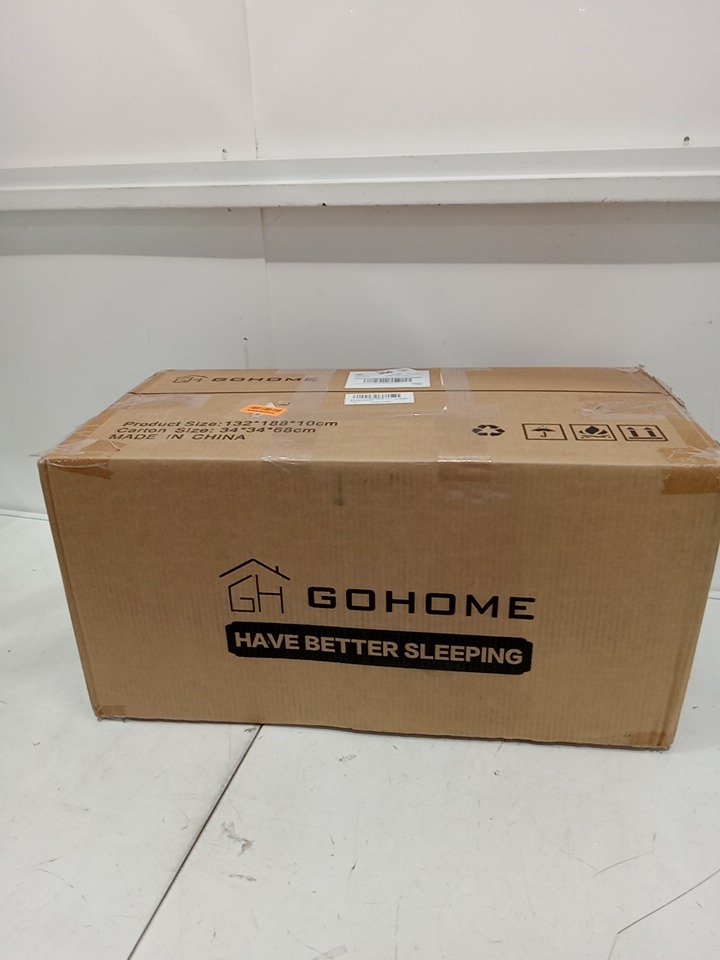 GH GOHOME
Product Size:132*188*10cm
Carton Size: 34*34*68cm
MADE IN CHINA
GH GOHOME
HAVE BETTER SLEEPING